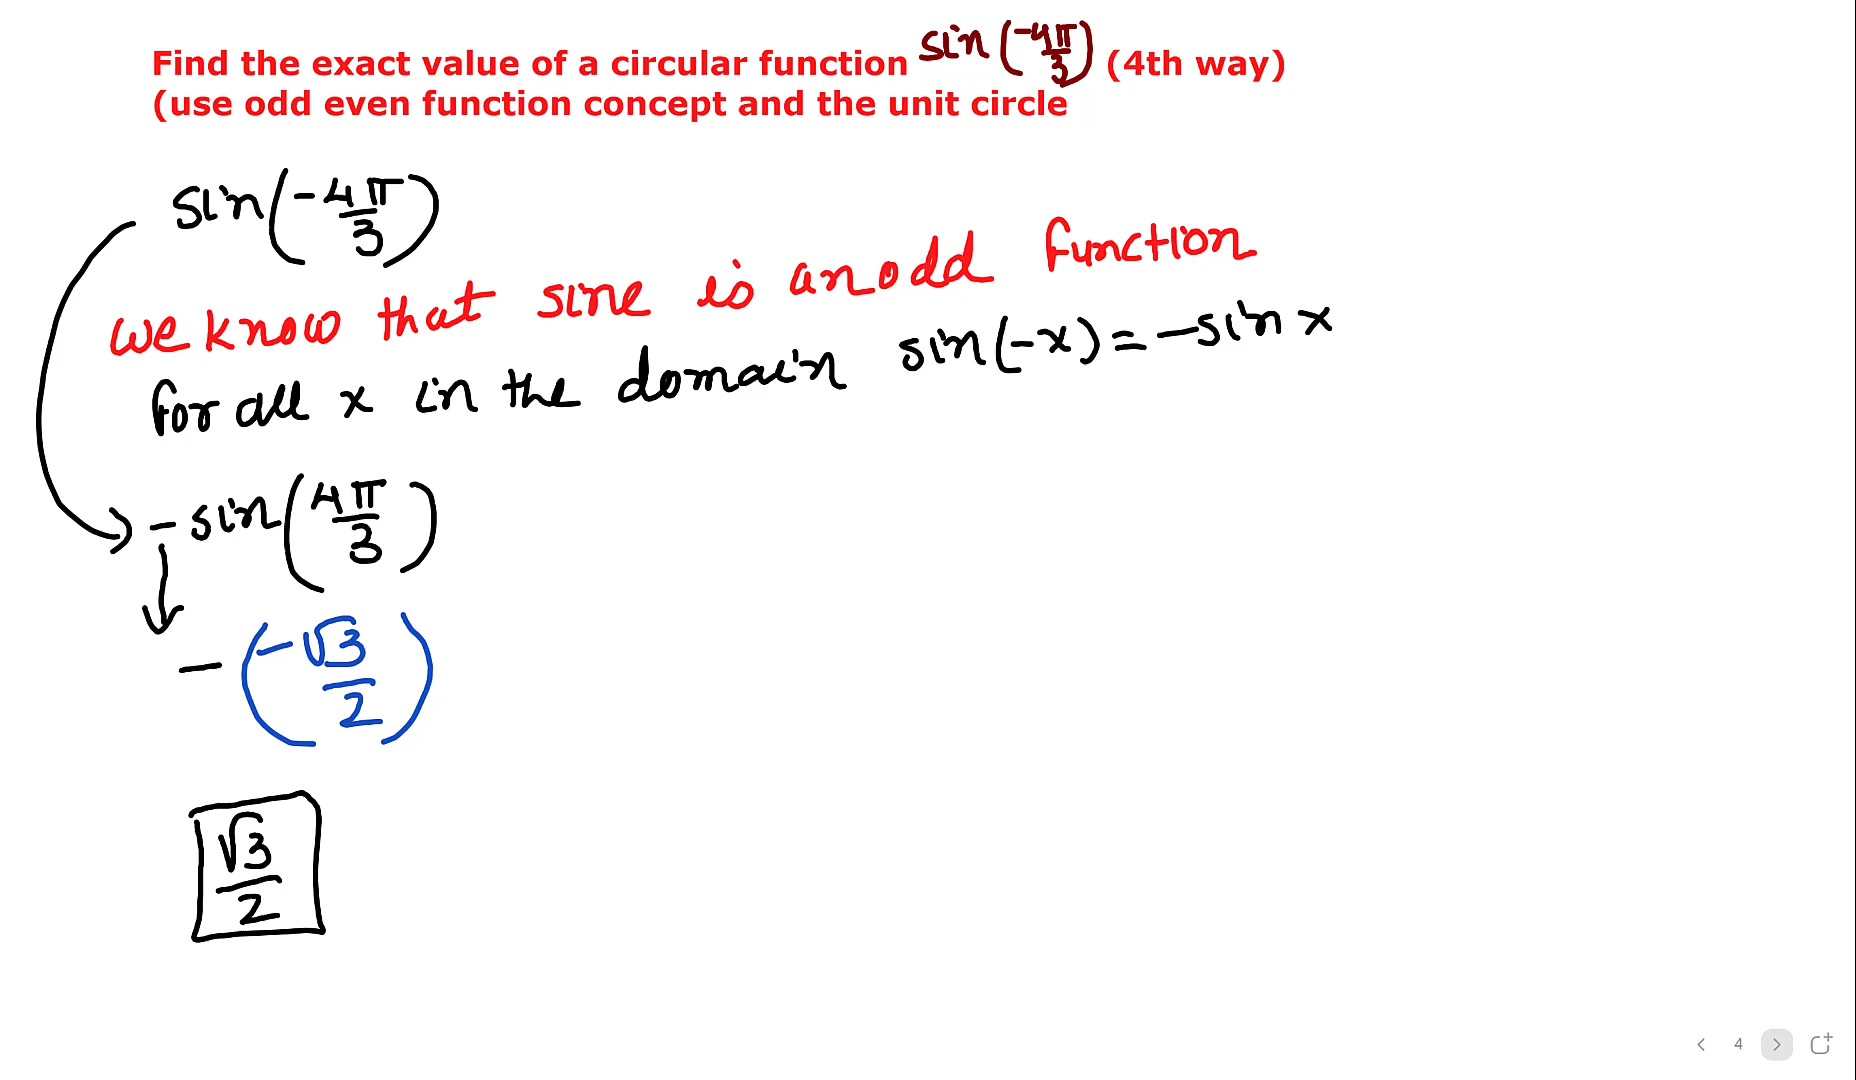 Find the exact value of a circular function sin(-4π/3) (4th way)
(use odd even function concept and the unit circle
sin(-4π/3)
we know that sine is an odd function
for all x in the domain sin(-x)=-sin x
-sin(4π/3)
-(-√3/2)
√3/2
4